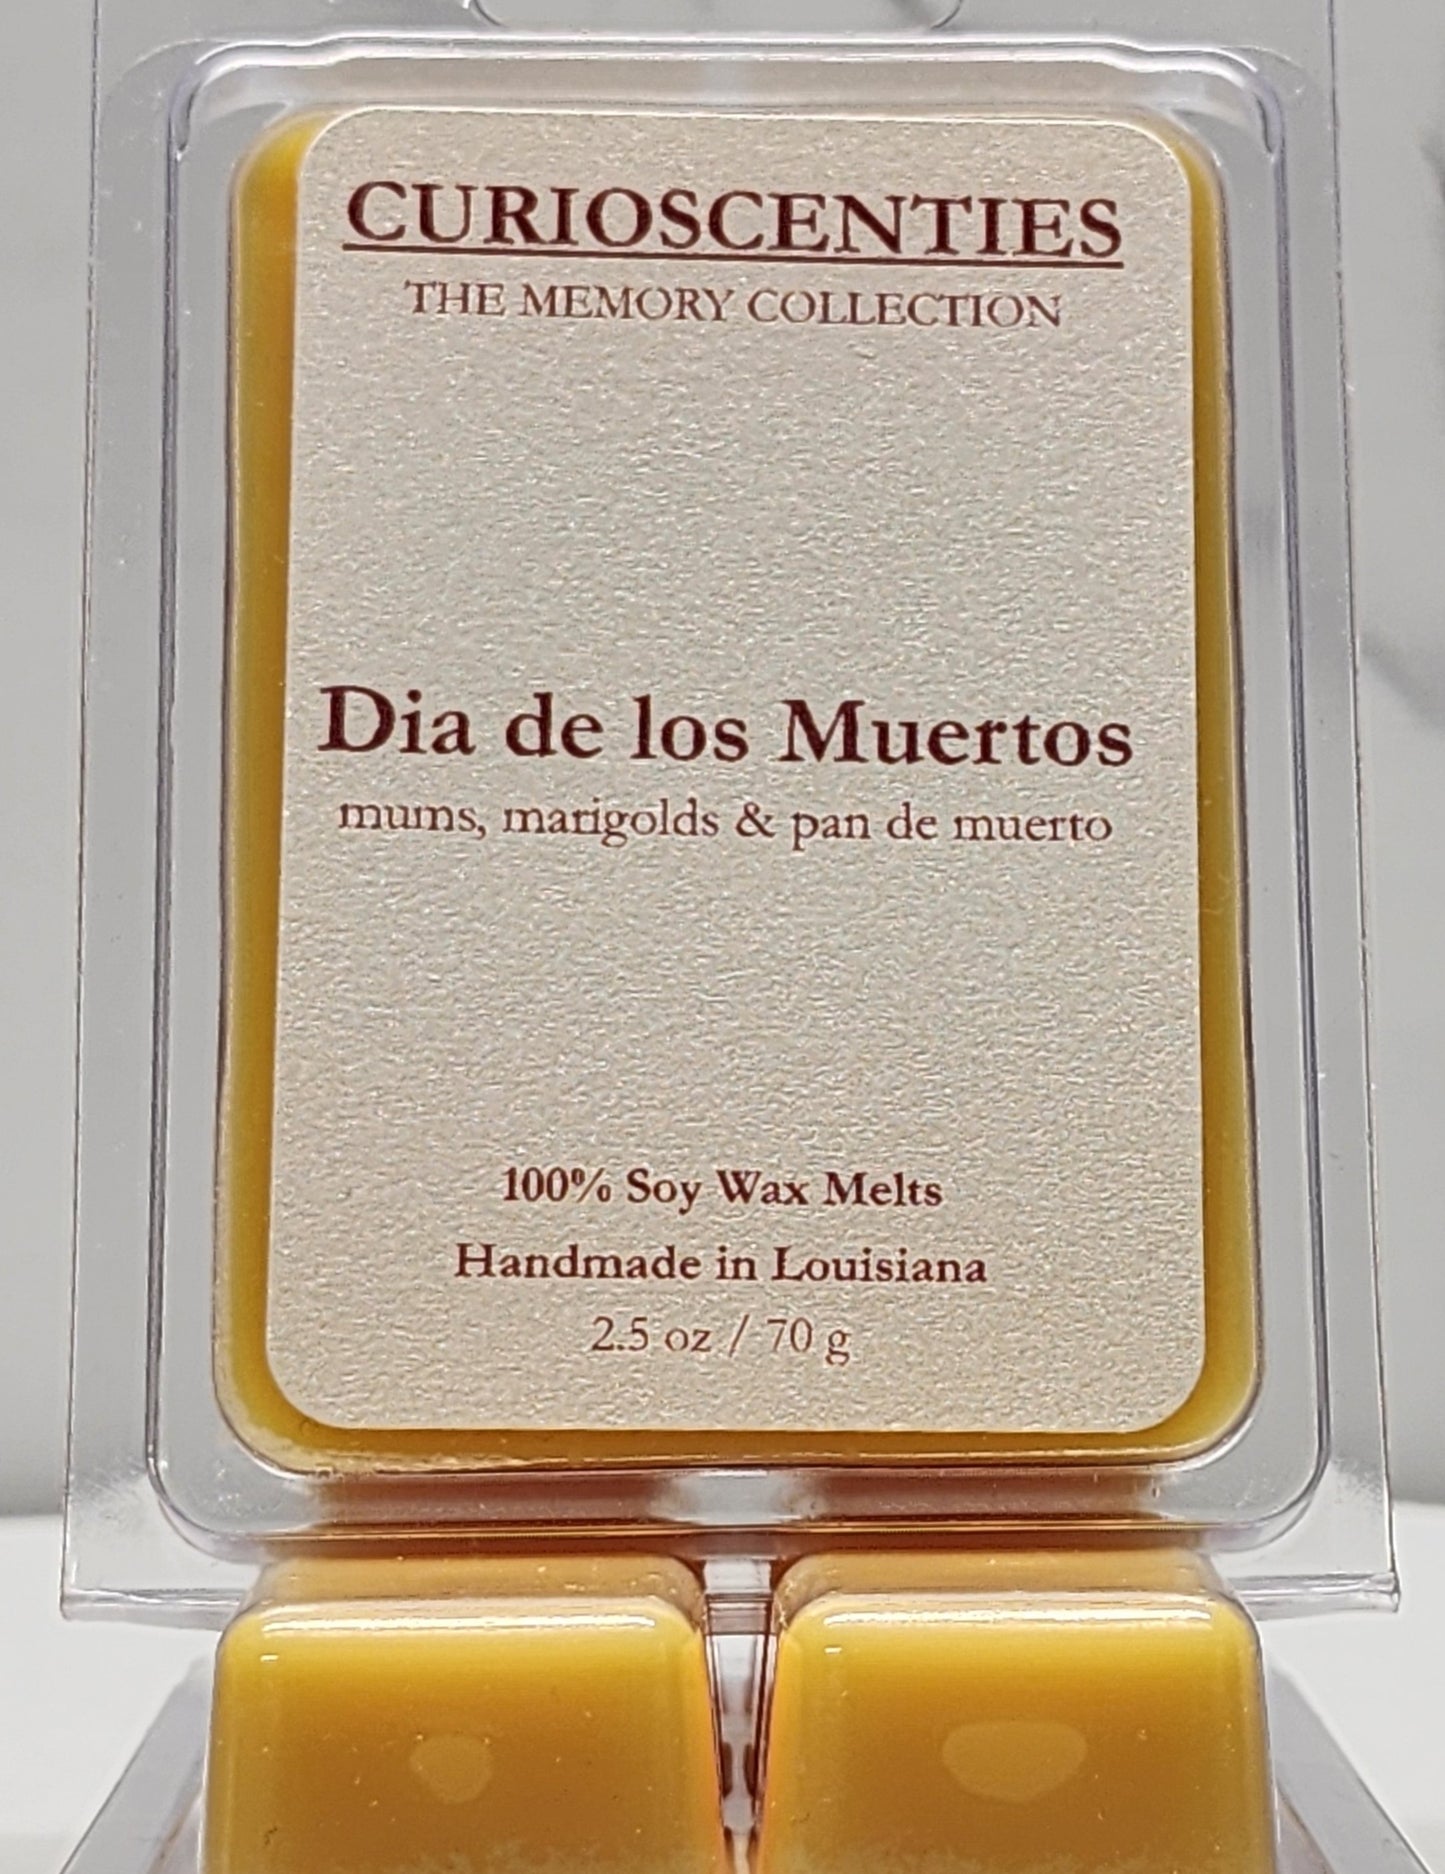 CURIOSCENTIES
THE MEMORY COLLECTION
Dia de los Muertos
mums, marigolds & pan de muerto
100% Soy Wax Melts
Handmade in Louisiana
2.5 oz / 70 g